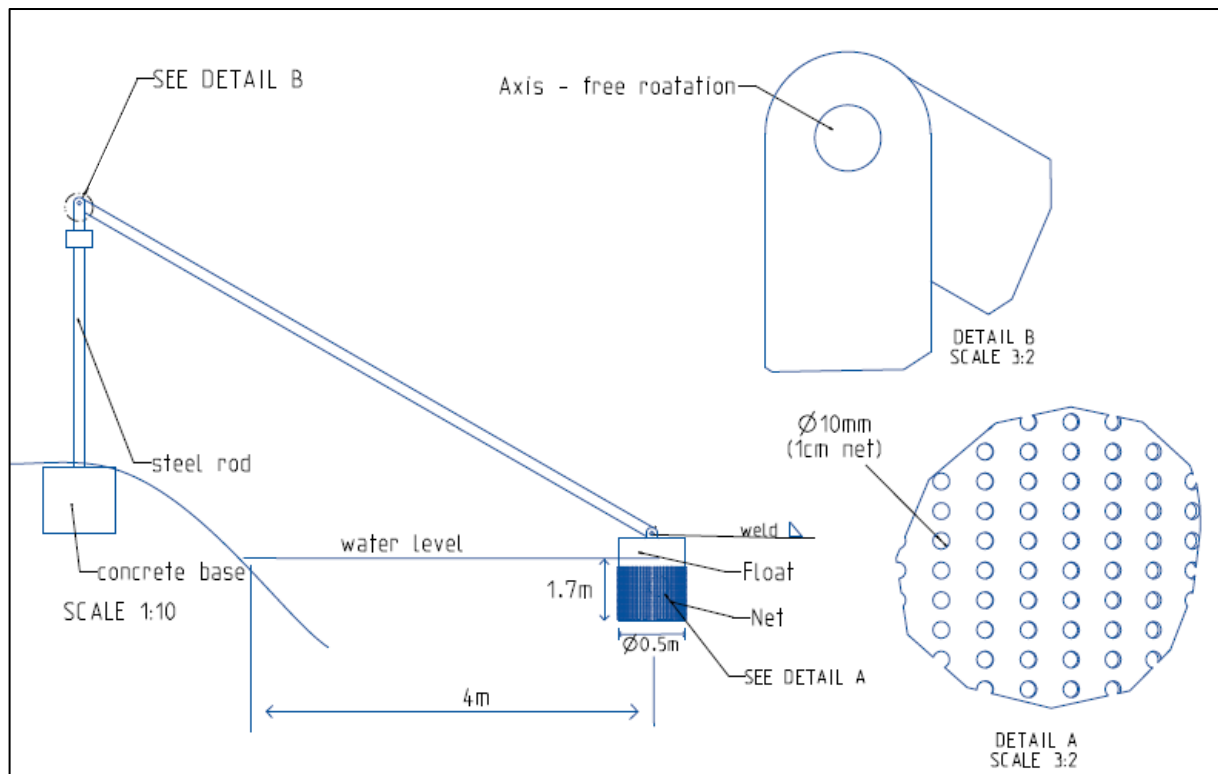 SEE DETAIL B
Axis - free roatation
DETAIL B
SCALE 3:2
steel rod
concrete base
SCALE 1:10
water level
weld
1.7m
Float
Net
Ø0.5m
SEE DETAIL A
4m
Ø10mm
(1cm net)
DETAIL A
SCALE 3:2